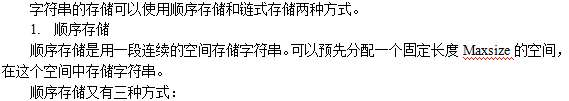 字符串的存储可以使用顺序存储和链式存储两种方式。
1. 顺序存储
顺序存储是用一段连续的空间存储字符串。可以预先分配一个固定长度 Maxsize 的空间，
在这个空间中存储字符串。
顺序存储又有三种方式：